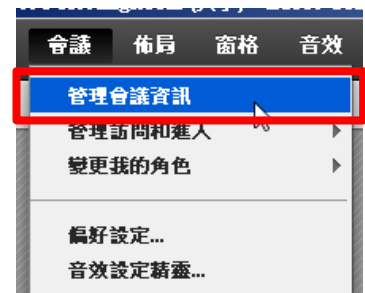 會議 佈局 窗格 音效
管理會議資訊
管理訪問和進入
變更我的角色
偏好設定...
音效設定精靈...